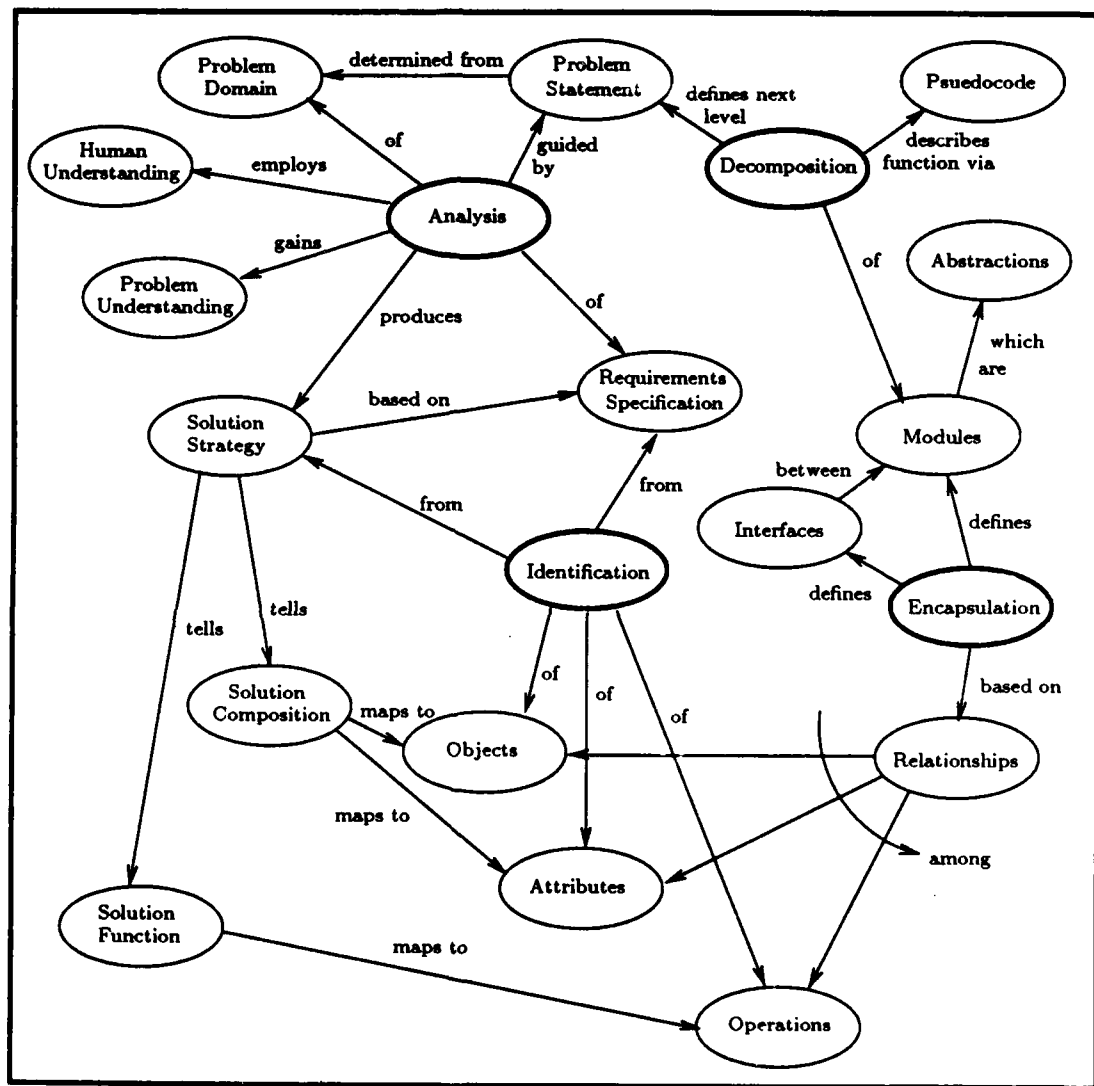 Problem
Domain
determined from
Problem
Statement
Psuedocode
defines next
level
describes
function via
Human
Understanding
employs
of
guided
by
Decomposition
Analysis
gains
of
Abstractions
Problem
Understanding
produces
of
which
are
Requirements
Specification
based on
Solution
Strategy
Modules
between
from
from
Interfaces
defines
Identification
defines
Encapsulation
tells
tells
of
of
of
based on
Solution
Composition
maps to
Objects
Relationships
maps to
among
Attributes
Solution
Function
maps to
Operations